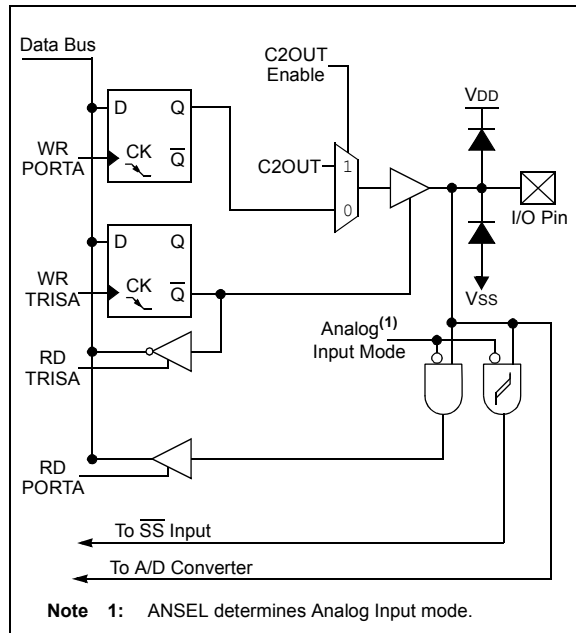 Data Bus
C2OUT
Enable
VDD
D Q
WR
PORTA
CK Q
C2OUT
1
0
I/O Pin
D Q
WR
TRISA
CK Q
VSS
Analog(1)
Input Mode
RD
TRISA
RD
PORTA
To SS Input
To A/D Converter
Note 1: ANSEL determines Analog Input mode.